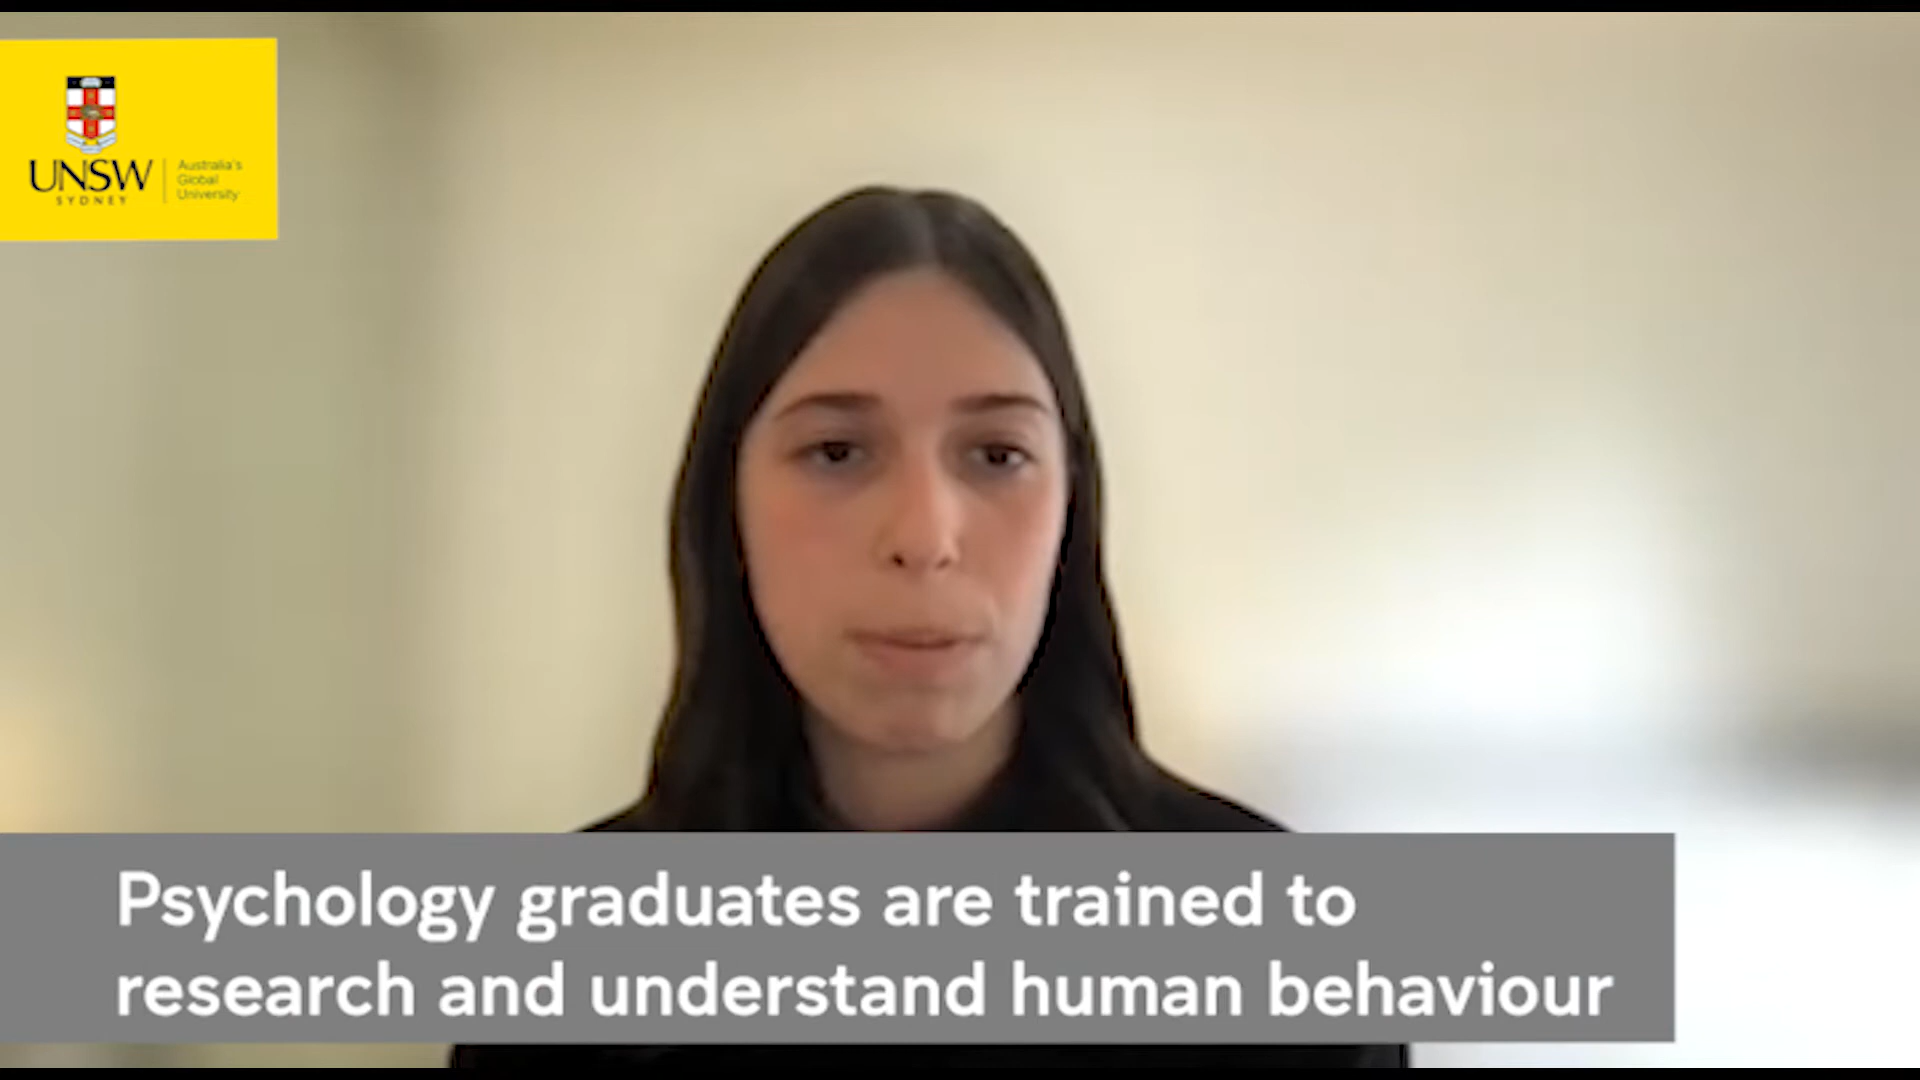 UNSW
SYDNEY
Australia's
Global
University
Psychology graduates are trained to
research and understand human behaviour